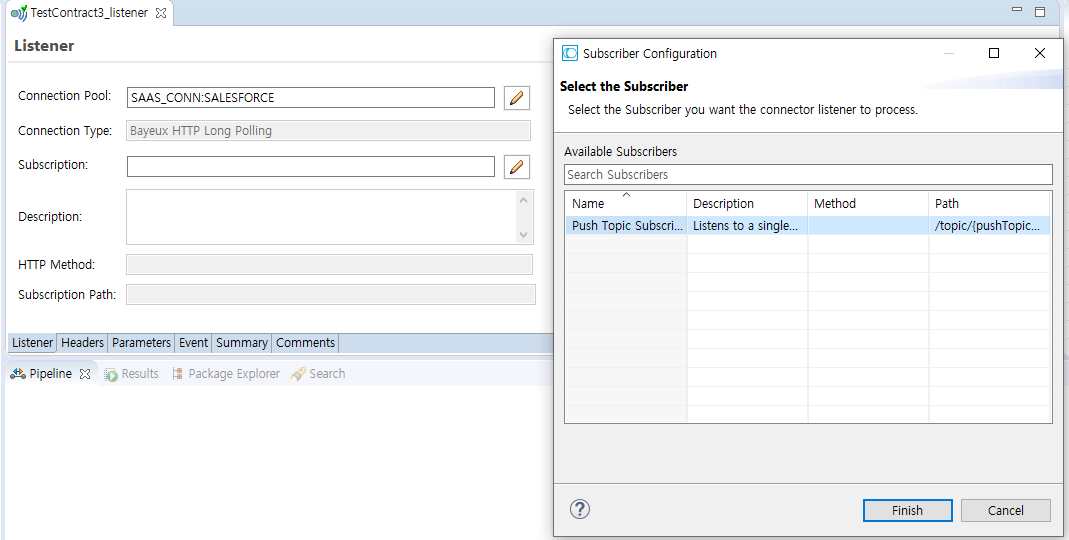 TestContract3_listener
Listener
Connection Pool: SAAS_CONN:SALESFORCE
Connection Type: Bayeux HTTP Long Polling
Subscription:
Description:
HTTP Method:
Subscription Path:
Listener Headers Parameters Event Summary Comments
Pipeline Results Package Explorer Search
Subscriber Configuration
Select the Subscriber
Select the Subscriber you want the connector listener to process.
Available Subscribers
Search Subscribers
Name Description Method Path
Push Topic Subscri... Listens to a single... /topic/{pushTopic...
? Finish Cancel